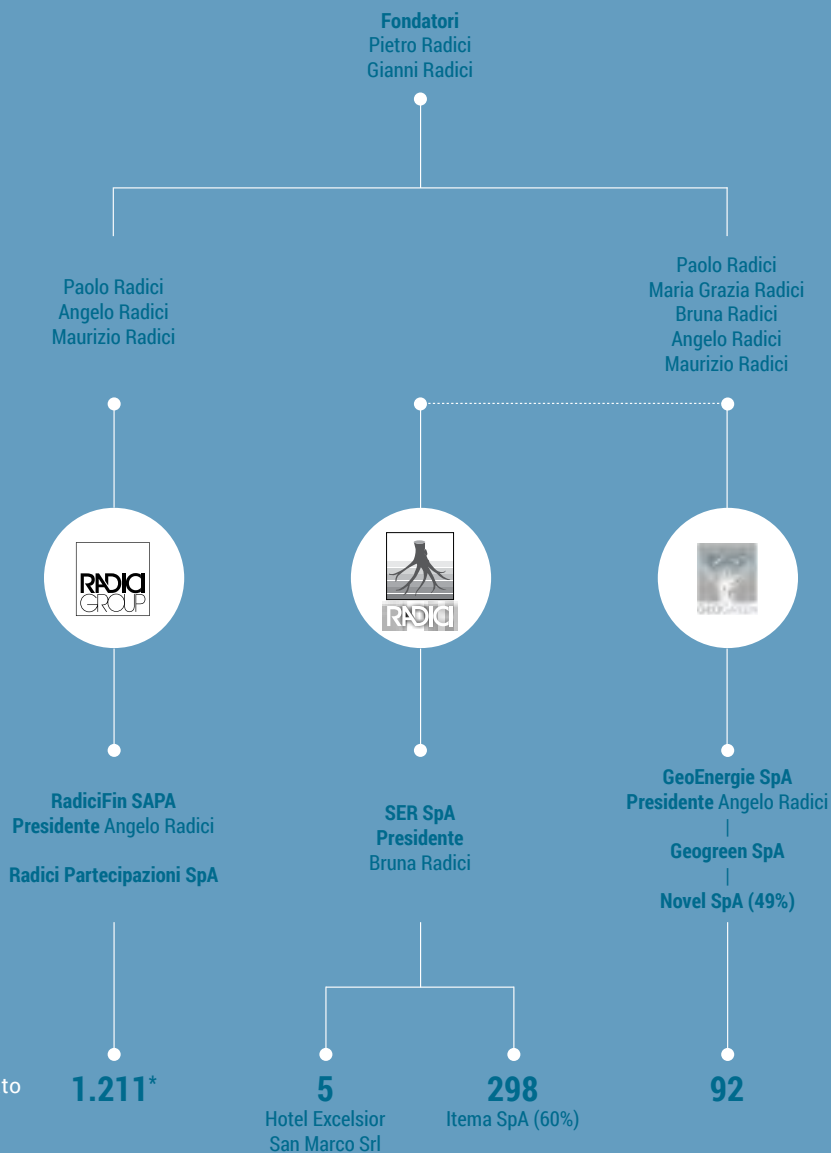 Fondatori
Pietro Radici
Gianni Radici
Paolo Radici
Angelo Radici
Maurizio Radici
Paolo Radici
Maria Grazia Radici
Bruna Radici
Angelo Radici
Maurizio Radici
RADICI
GROUP
RADICI
RadiciFin SAPA
Presidente Angelo Radici
Radici Partecipazioni SpA
SER SpA
Presidente
Bruna Radici
GeoEnergie SpA
Presidente Angelo Radici
|
Geogreen SpA
|
Novel SpA (49%)
to
1.211*
5
Hotel Excelsior
San Marco Srl
298
Itema SpA (60%)
92